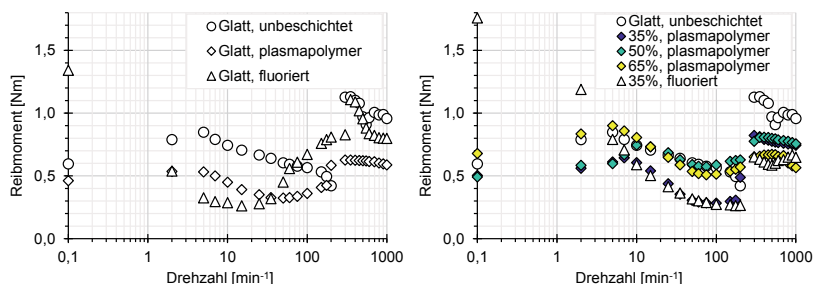 Reibmoment [Nm]
1,5
1,0
0,5
0,0
0,1
1
10
100
1000
Drehzahl [min-1]
Glatt, unbeschichtet
Glatt, plasmapolymer
Glatt, fluoriert
Reibmoment [Nm]
1,5
1,0
0,5
0,0
0,1
1
10
100
1000
Drehzahl [min-1]
Glatt, unbeschichtet
35%, plasmapolymer
50%, plasmapolymer
65%, plasmapolymer
35%, fluoriert